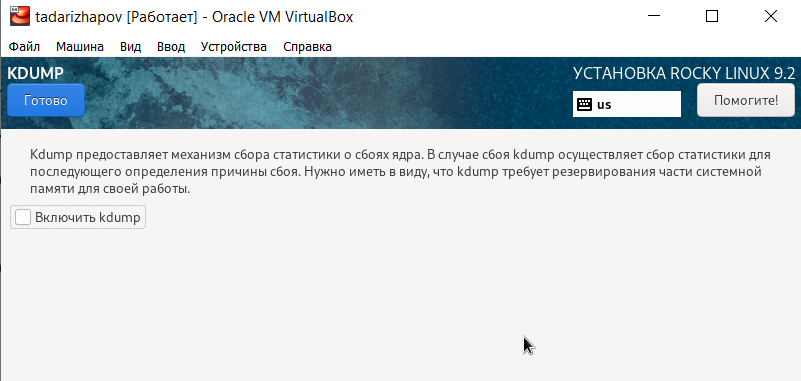 tadarizhapov [Работает] - Oracle VM VirtualBox
Файл Машина Вид Ввод Устройства Справка
KDUMP
УСТАНОВКА ROCKY LINUX 9.2
Готово
us
Помогите!
Kdump предоставляет механизм сбора статистики о сбоях ядра. В случае сбоя kdump осуществляет сбор статистики для
последующего определения причины сбоя. Нужно иметь в виду, что kdump требует резервирования части системной
памяти для своей работы.
Включить kdump